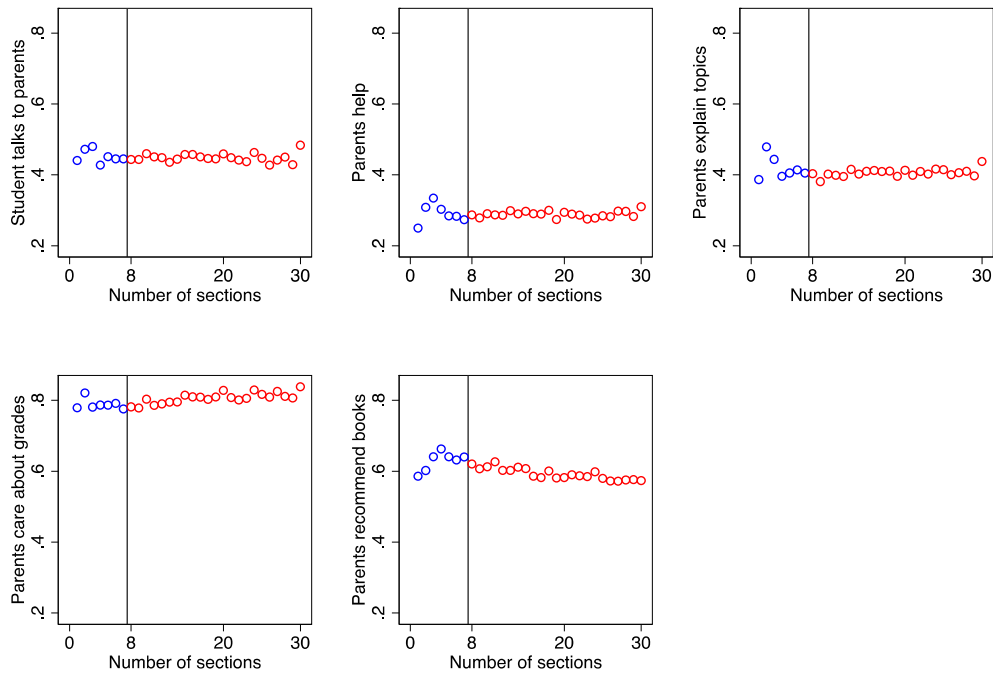 Student talks to parents
.2 .4 .6 .8
0 8 20 30
Number of sections
Parents help
.2 .4 .6 .8
0 8 20 30
Number of sections
Parents explain topics
.2 .4 .6 .8
0 8 20 30
Number of sections
Parents care about grades
.2 .4 .6 .8
0 8 20 30
Number of sections
Parents recommend books
.2 .4 .6 .8
0 8 20 30
Number of sections